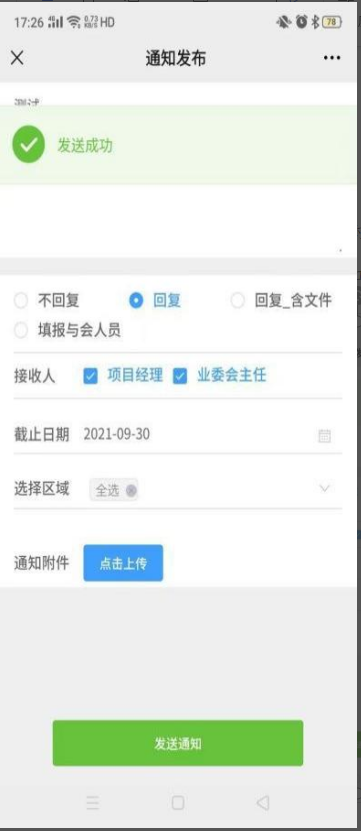 17:26 HD 78
通知发布
测试
发送成功
不回复 回复 回复_含文件
填报与会人员
接收人 项目经理 业委会主任
截止日期 2021-09-30
选择区域 全选
通知附件 点击上传
发送通知